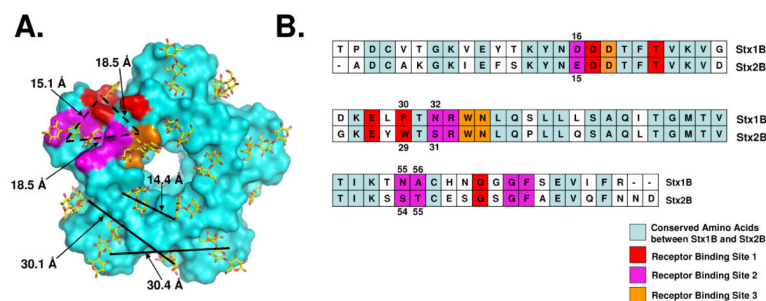 A.
18.5 Å
15.1 Å
18.5 Å
14.4 Å
30.1 Å
30.4 Å
B.
16
T P D C V T G K V E Y T K Y N D D D T F T V K V G Stx1B
- A D C A K G K I E F S K Y N E D D T F T V K V D Stx2B
15
30 32
D K E L F T N R W N L Q S L L L S A Q I T G M T V Stx1B
G K E Y W T S R W N L Q P L L Q S A Q L T G M T V Stx2B
29 31
55 56
T I K T N A C H N G G G F S E V I F R - - Stx1B
T I K S S T C E S G S G F A E V Q F N N D Stx2B
54 55
Conserved Amino Acids
between Stx1B and Stx2B
Receptor Binding Site 1
Receptor Binding Site 2
Receptor Binding Site 3